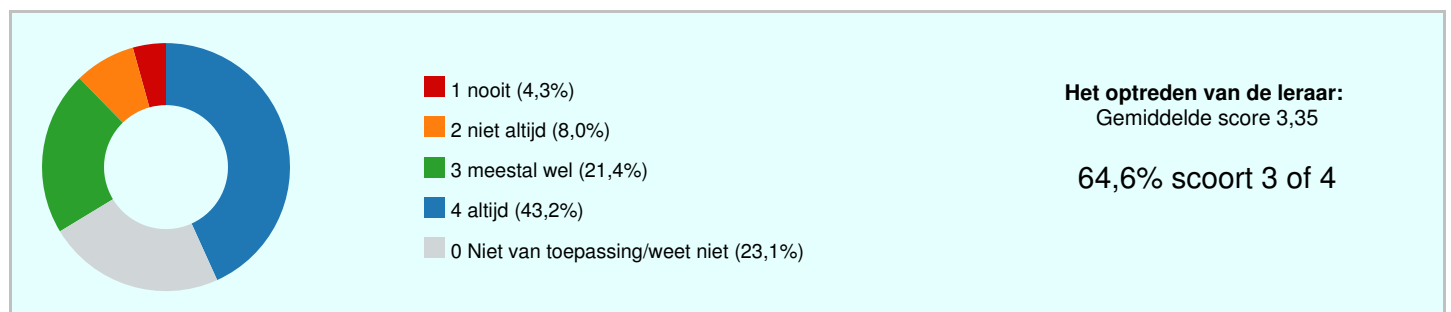 1 nooit (4,3%)
2 niet altijd (8,0%)
3 meestal wel (21,4%)
4 altijd (43,2%)
0 Niet van toepassing/weet niet (23,1%)
Het optreden van de leraar:
Gemiddelde score 3,35
64,6% scoort 3 of 4